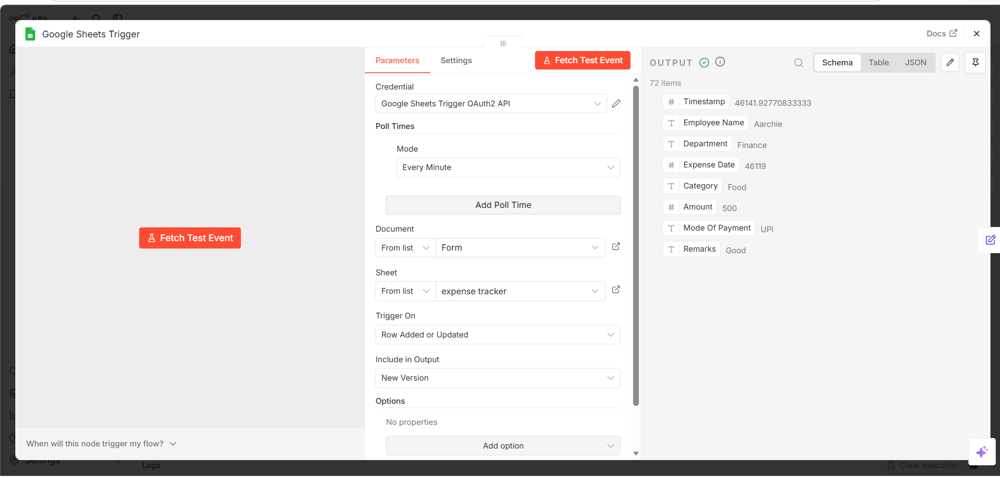 n8n
Google Sheets Trigger
Docs
Parameters
Settings
Fetch Test Event
OUTPUT
Schema
Table
JSON
72 items
Credential
Google Sheets Trigger OAuth2 API
Poll Times
Mode
Every Minute
Add Poll Time
Document
From list
Form
Sheet
From list
expense tracker
Trigger On
Row Added or Updated
Include in Output
New Version
Options
No properties
Add option
Fetch Test Event
When will this node trigger my flow?
# Timestamp 46141.92770833333
T Employee Name Aarchie
T Department Finance
# Expense Date 46119
T Category Food
# Amount 500
T Mode Of Payment UPI
T Remarks Good
Settings
Logs
Clear execution